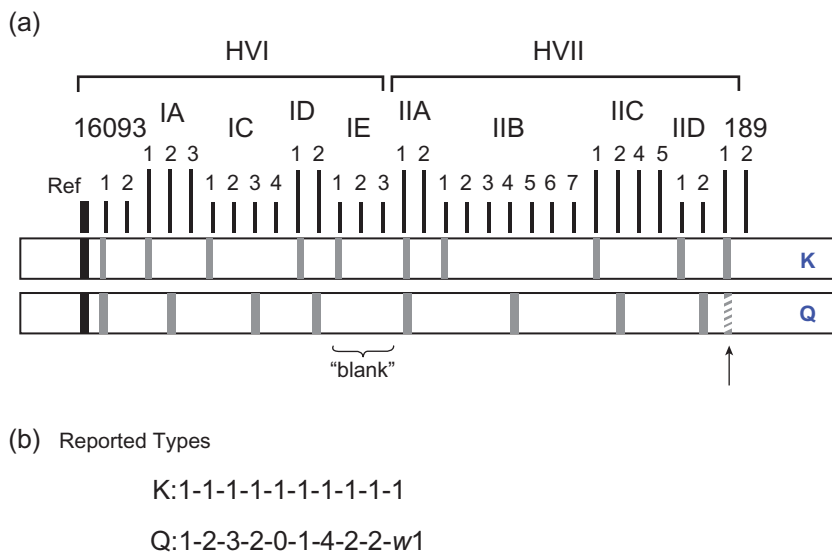 (a)
HVI HVII
16093 IA IC ID IE IIA IIB IIC IID 189
Ref 1 2 1 2 3 1 2 3 4 1 2 1 2 3 1 2 1 2 3 4 5 6 7 1 2 4 5 1 2 1 2
K
Q
“blank”
(b) Reported Types
K:1-1-1-1-1-1-1-1-1-1
Q:1-2-3-2-0-1-4-2-2-w1